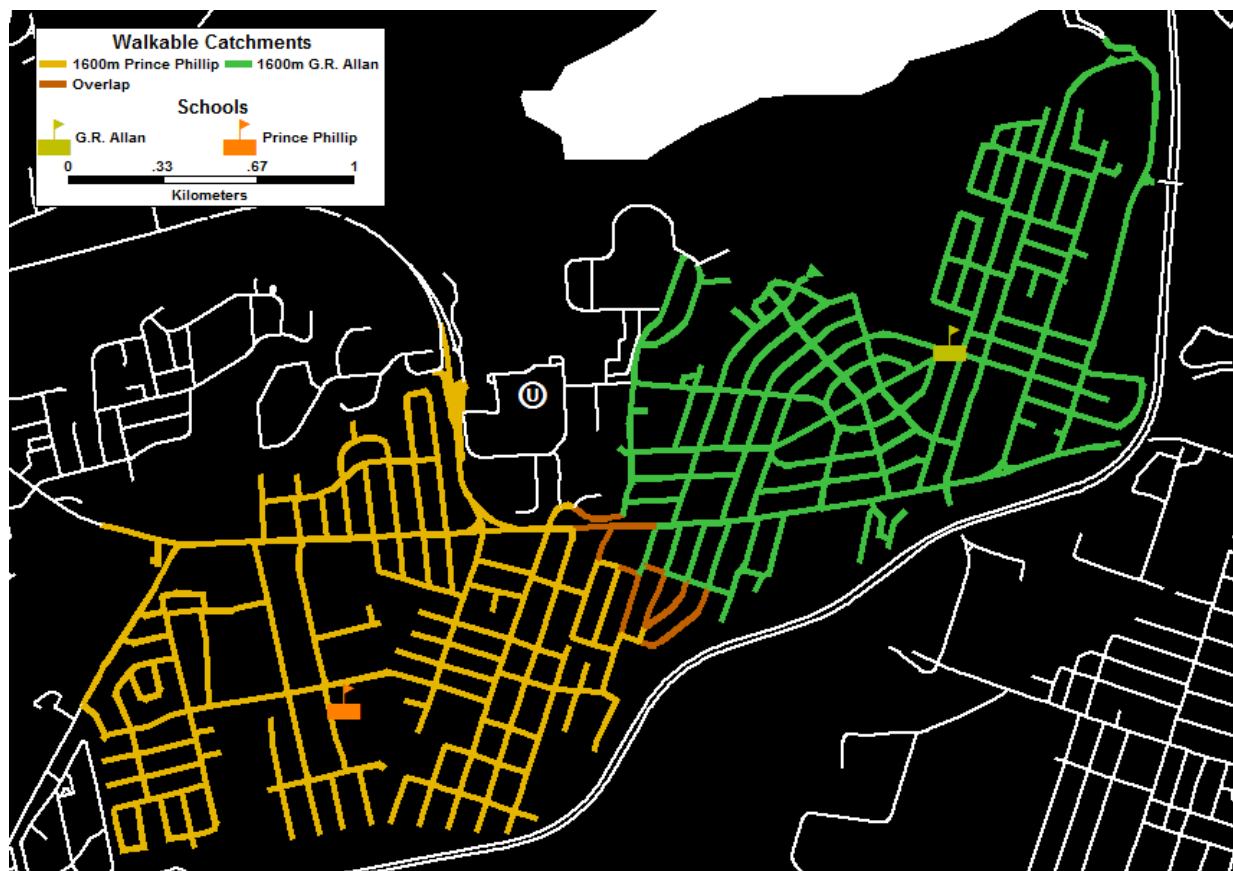 Walkable Catchments
1600m Prince Phillip 1600m G.R. Allan
Overlap
Schools
G.R. Allan Prince Phillip
0 .33 .67 1
Kilometers
U